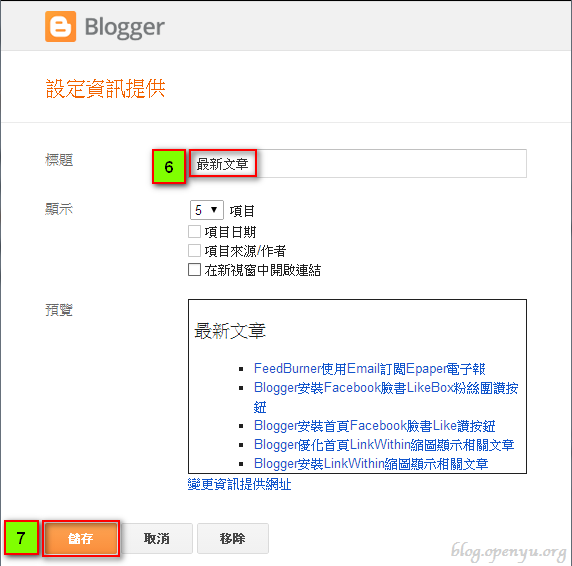 Blogger
設定資訊提供
標題
6
最新文章
顯示
5 ▼ 項目
項目日期
項目來源/作者
在新視窗中開啟連結
預覽
最新文章
FeedBurner使用Email訂閱Epaper電子報
Blogger安裝Facebook臉書LikeBox粉絲團讚按
鈕
Blogger安裝首頁Facebook臉書Like讚按鈕
Blogger優化首頁LinkWithin縮圖顯示相關文章
Blogger安裝LinkWithin縮圖顯示相關文章
變更資訊提供網址
7
儲存
取消
移除
blog.openyu.org